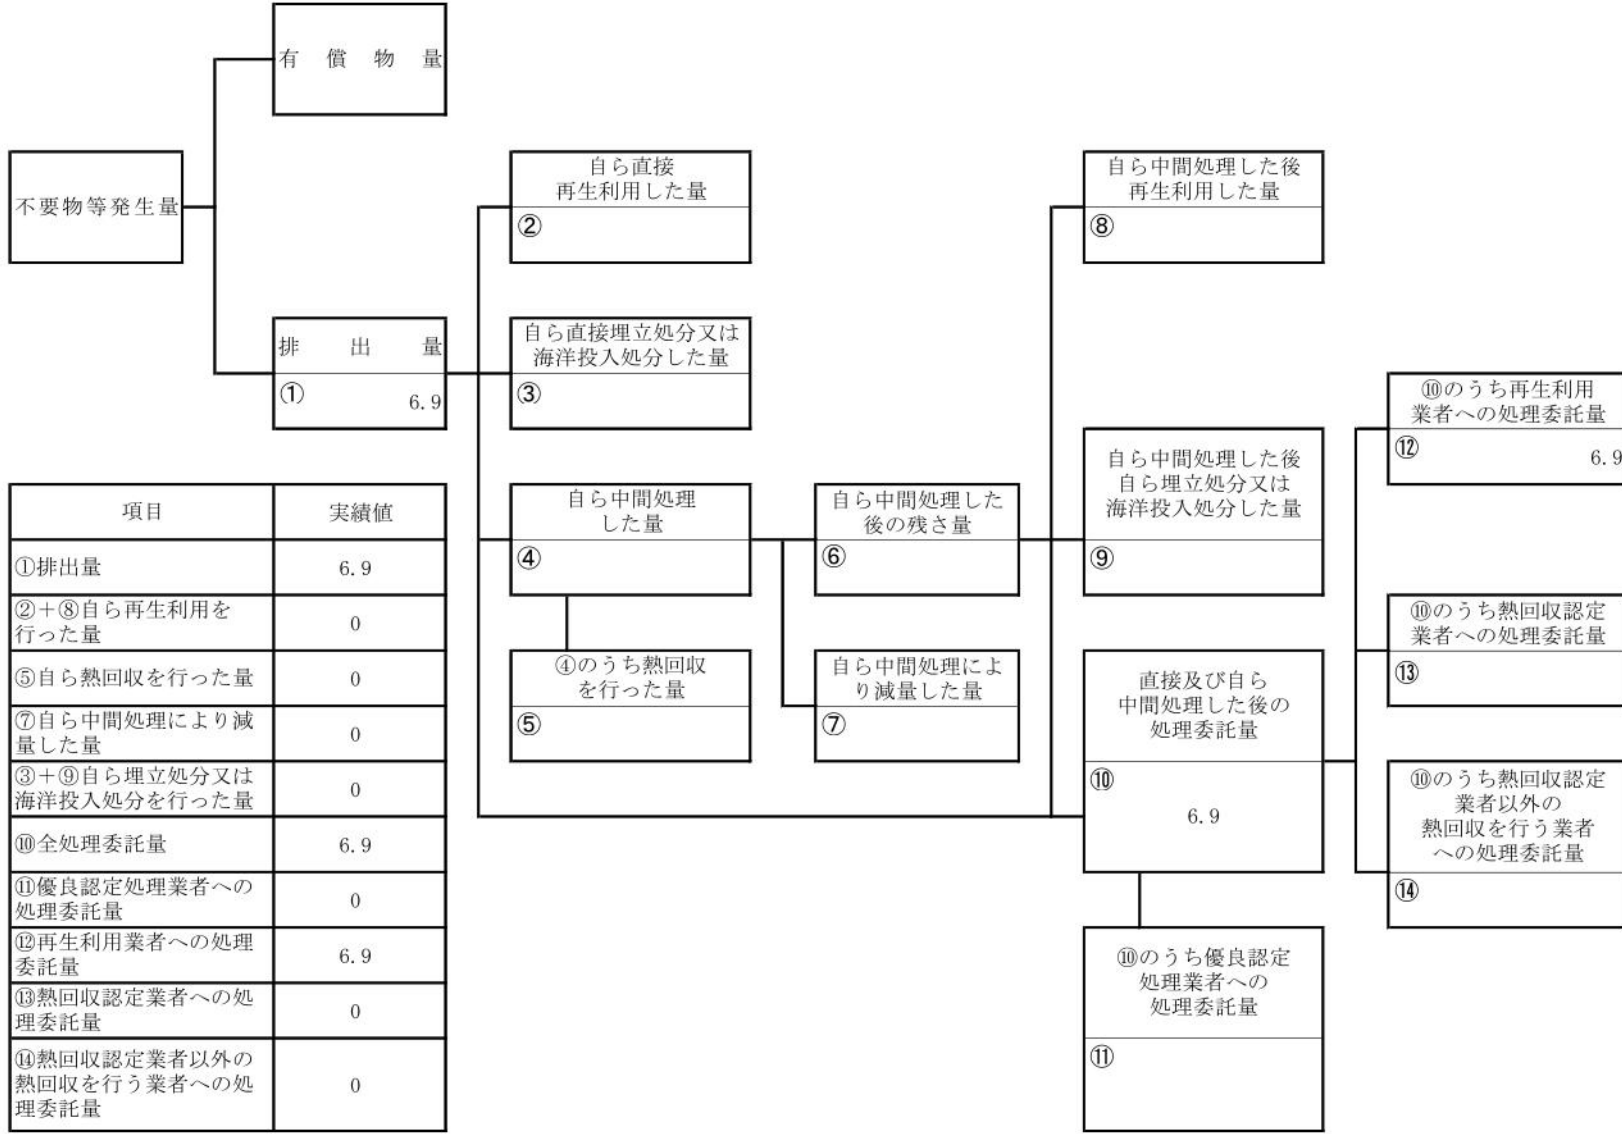 有償物量
不要物等発生量
排出量
①
6.9
自ら直接
再生利用した量
②
自ら直接埋立処分又は
海洋投入処分した量
③
自ら中間処理
した量
④
④のうち熱回収
を行った量
⑤
自ら中間処理した
後の残さ量
⑥
自ら中間処理によ
り減量した量
⑦
自ら中間処理した後
再生利用した量
⑧
自ら中間処理した後
自ら埋立処分又は
海洋投入処分した量
⑨
直接及び自ら
中間処理した後の
処理委託量
⑩
6.9
⑩のうち優良認定
処理業者への
処理委託量
⑪
⑩のうち再生利用
業者への処理委託量
⑫
6.9
⑩のうち熱回収認定
業者への処理委託量
⑬
⑩のうち熱回収認定
業者以外の
熱回収を行う業者
への処理委託量
⑭
項目 実績値
①排出量 6.9
②＋⑧自ら再生利用を
行った量 0
⑤自ら熱回収を行った量 0
⑦自ら中間処理により減
量した量 0
③＋⑨自ら埋立処分又は
海洋投入処分を行った量 0
⑩全処理委託量 6.9
⑪優良認定処理業者への
処理委託量 0
⑫再生利用業者への処理
委託量 6.9
⑬熱回収認定業者への処
理委託量 0
⑭熱回収認定業者以外の
熱回収を行う業者への処
理委託量 0